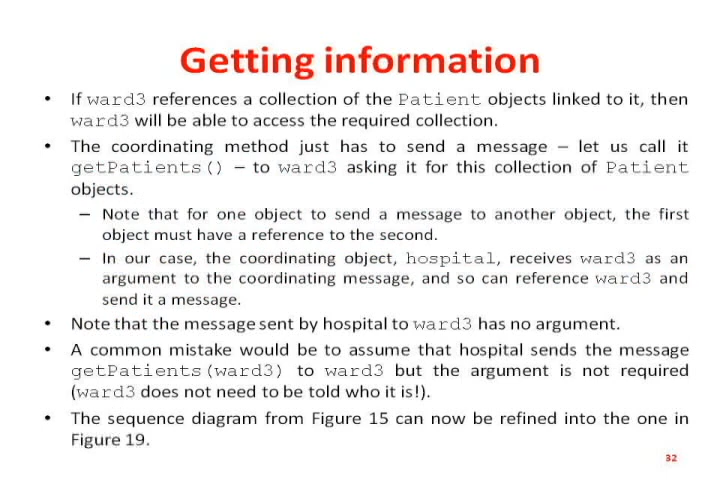 Getting information
• If ward3 references a collection of the Patient objects linked to it, then
ward3 will be able to access the required collection.
• The coordinating method just has to send a message – let us call it
getPatients() – to ward3 asking it for this collection of Patient
objects.
– Note that for one object to send a message to another object, the first
object must have a reference to the second.
– In our case, the coordinating object, hospital, receives ward3 as an
argument to the coordinating message, and so can reference ward3 and
send it a message.
• Note that the message sent by hospital to ward3 has no argument.
• A common mistake would be to assume that hospital sends the message
getPatients(ward3) to ward3 but the argument is not required
(ward3 does not need to be told who it is!).
• The sequence diagram from Figure 15 can now be refined into the one in
Figure 19.
32